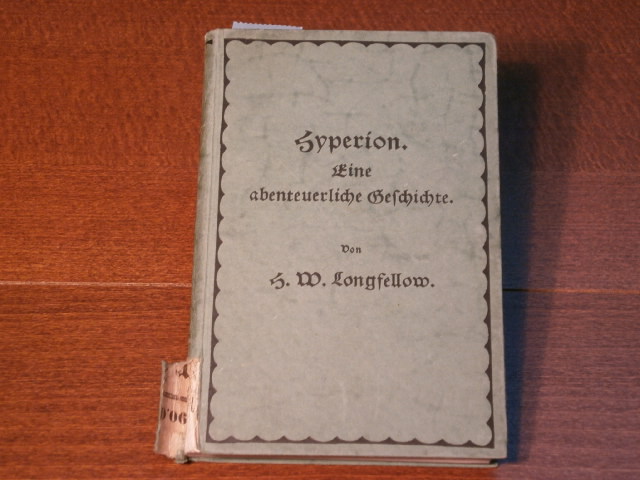 Hyperion.
Eine
abenteuerliche Geschichte.
Von
H. W. Longfellow.